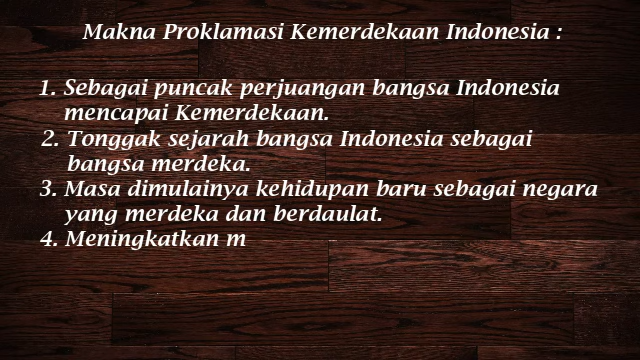 Makna Proklamasi Kemerdekaan Indonesia :
1. Sebagai puncak perjuangan bangsa Indonesia
mencapai Kemerdekaan.
2. Tonggak sejarah bangsa Indonesia sebagai
bangsa merdeka.
3. Masa dimulainya kehidupan baru sebagai negara
yang merdeka dan berdaulat.
4. Meningkatkan m